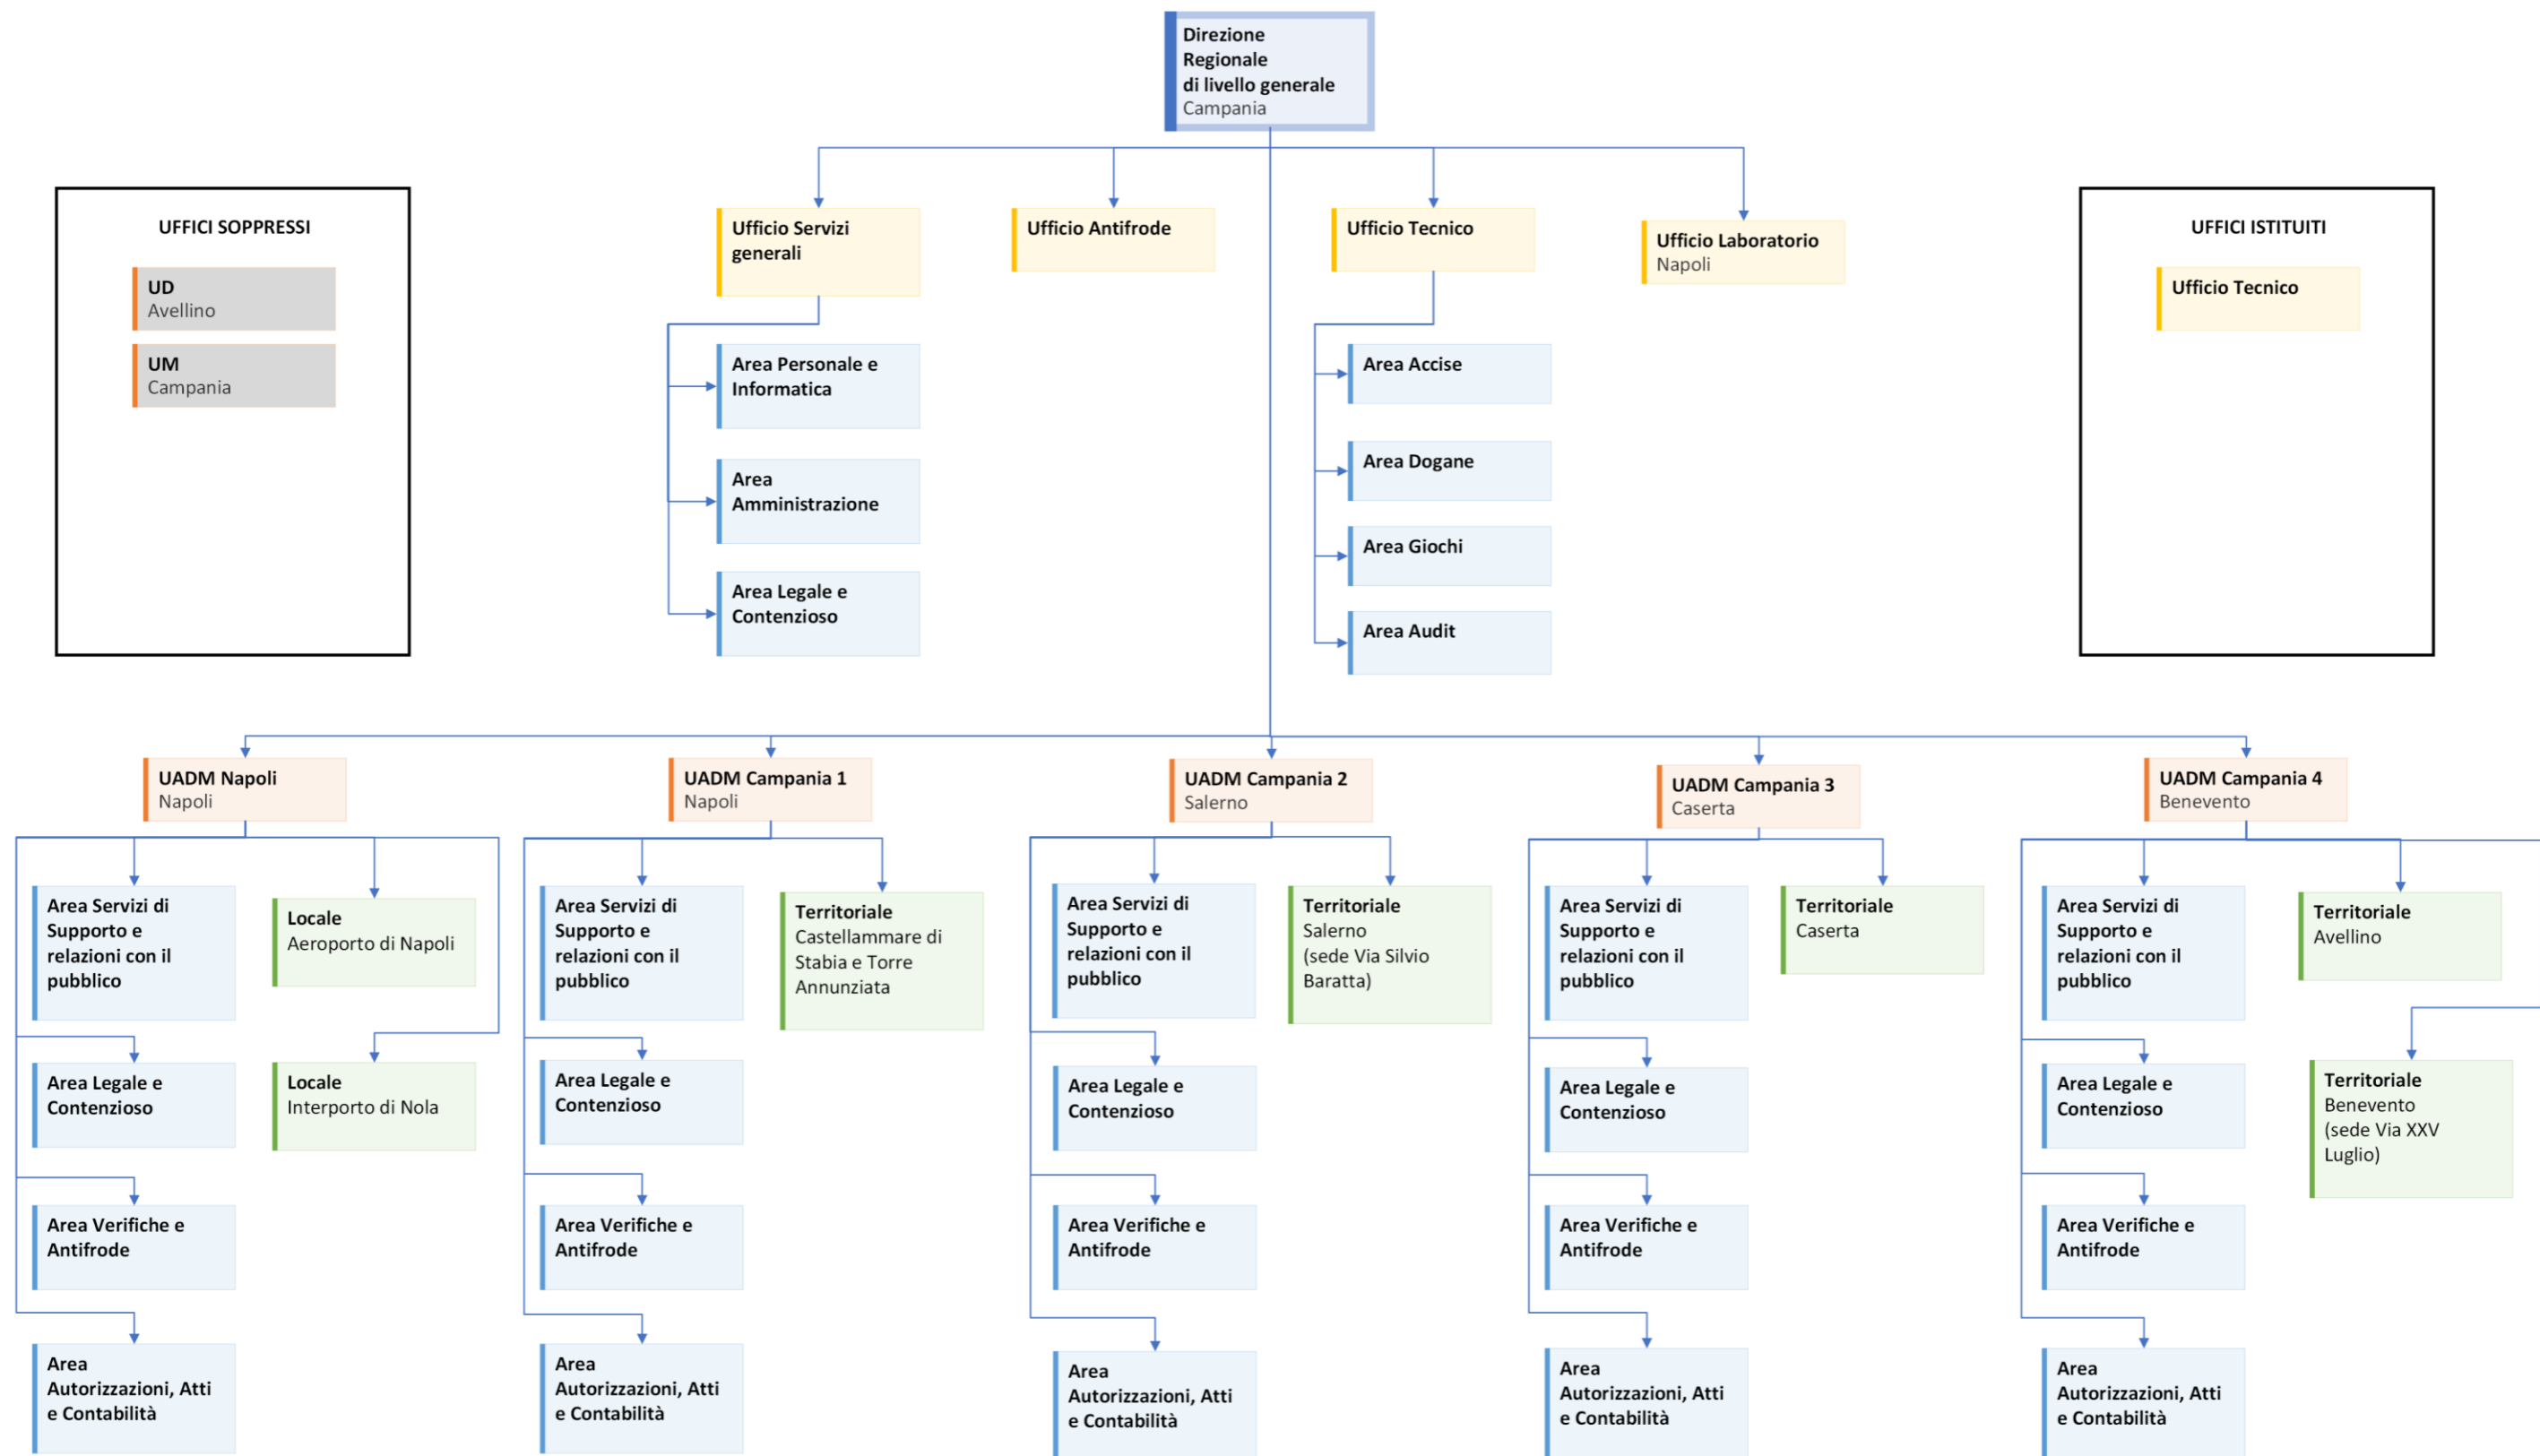 Direzione
Regionale
di livello generale
Campania
UFFICI SOPPRESSI
UD
Avellino
UM
Campania
Ufficio Servizi
generali
Ufficio Antifrode
Ufficio Tecnico
Ufficio Laboratorio
Napoli
UFFICI ISTITUITI
Ufficio Tecnico
Area Personale e
Informatica
Area
Amministrazione
Area Legale e
Contenzioso
Area Accise
Area Dogane
Area Giochi
Area Audit
UADM Napoli
Napoli
Area Servizi di
Supporto e
relazioni con il
pubblico
Area Legale e
Contenzioso
Area Verifiche e
Antifrode
Area
Autorizzazioni, Atti
e Contabilità
Locale
Aeroporto di Napoli
Locale
Interporto di Nola
UADM Campania 1
Napoli
Area Servizi di
Supporto e
relazioni con il
pubblico
Area Legale e
Contenzioso
Area Verifiche e
Antifrode
Area
Autorizzazioni, Atti
e Contabilità
Territoriale
Castellammare di
Stabia e Torre
Annunziata
UADM Campania 2
Salerno
Area Servizi di
Supporto e
relazioni con il
pubblico
Area Legale e
Contenzioso
Area Verifiche e
Antifrode
Area
Autorizzazioni, Atti
e Contabilità
Territoriale
Salerno
(sede Via Silvio
Baratta)
UADM Campania 3
Caserta
Area Servizi di
Supporto e
relazioni con il
pubblico
Area Legale e
Contenzioso
Area Verifiche e
Antifrode
Area
Autorizzazioni, Atti
e Contabilità
Territoriale
Caserta
UADM Campania 4
Benevento
Area Servizi di
Supporto e
relazioni con il
pubblico
Area Legale e
Contenzioso
Area Verifiche e
Antifrode
Area
Autorizzazioni, Atti
e Contabilità
Territoriale
Avellino
Territoriale
Benevento
(sede Via XXV
Luglio)